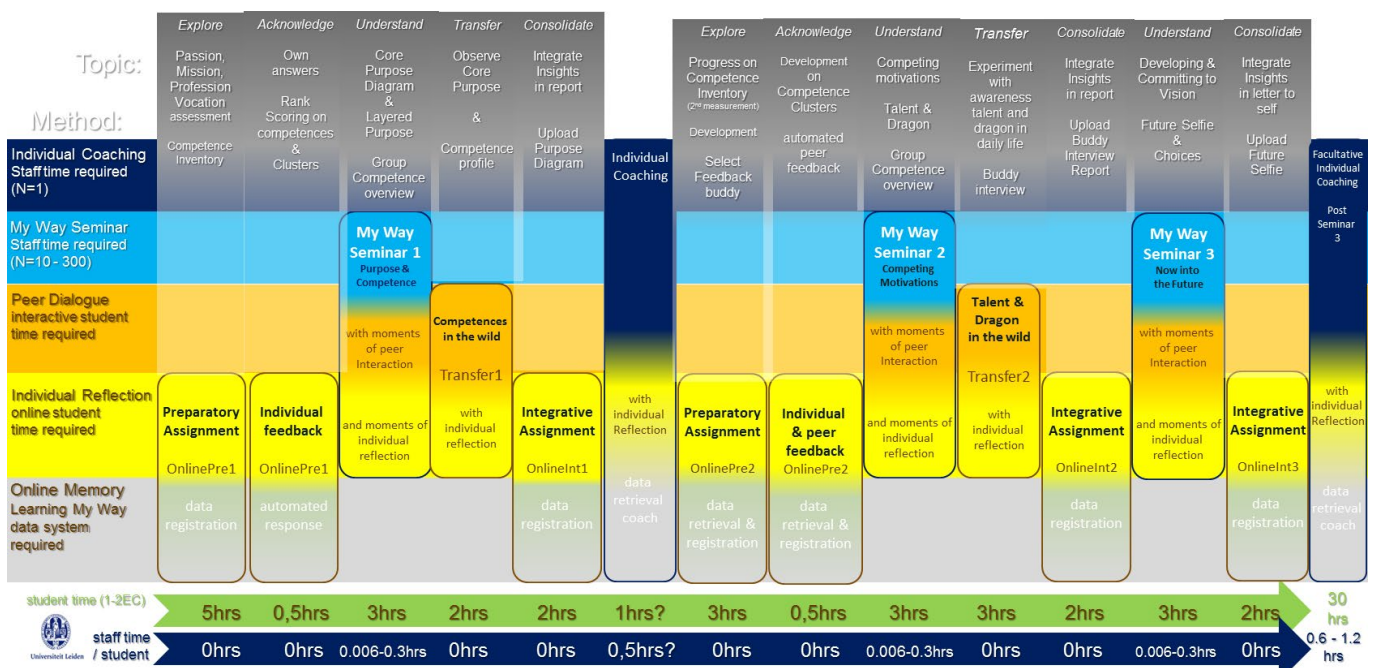 Topic:
Method:
Explore
Passion,
Mission,
Profession
Vocation
assessment
Competence
Inventory
Acknowledge
Own
answers
Rank
Scoring on
competences
&
Clusters
Understand
Core
Purpose
Diagram
&
Layered
Purpose
Group
Competence
overview
Transfer
Observe
Core
Purpose
&
Competence
profile
Consolidate
Integrate
Insights
in report
Upload
Purpose
Diagram
Explore
Progress on
Competence
Inventory
(2nd measurement)
Development
Select
Feedback
buddy
Acknowledge
Development
on
Competence
Clusters
automated
peer
feedback
Understand
Competing
motivations
Talent &
Dragon
Group
Competence
overview
Transfer
Experiment
with
awareness
talent and
dragon in
daily life
Buddy
interview
Consolidate
Integrate
Insights
in report
Upload
Buddy
Interview
Report
Understand
Developing &
Committing to
Vision
Future Selfie
&
Choices
Consolidate
Integrate
Insights
in letter to
self
Upload
Future
Selfie
Individual Coaching
Staff time required
(N=1)
Individual
Coaching
with
individual
Reflection
data
retrieval
coach
Facultative
Individual
Coaching
Post
Seminar
3
with
individual
Reflection
data
retrieval
coach
My Way Seminar
Staff time required
(N=10 - 300)
My Way
Seminar 1
Purpose &
Competence
with moments
of peer
Interaction
and moments of
individual
reflection
My Way
Seminar 2
Competing
Motivations
with moments
of peer
Interaction
and moments of
individual
reflection
My Way
Seminar 3
Now into
the Future
with moments
of peer
Interaction
and moments of
individual
reflection
Peer Dialogue
interactive student
time required
Competences
in the wild
Transfer1
with
individual
reflection
Talent &
Dragon
in the wild
Transfer2
with
individual
reflection
Individual Reflection
online student
time required
Preparatory
Assignment
OnlinePre1
Individual
feedback
OnlinePre1
Integrative
Assignment
OnlineInt1
Preparatory
Assignment
OnlinePre2
Individual
& peer
feedback
OnlinePre2
Integrative
Assignment
OnlineInt2
Integrative
Assignment
OnlineInt3
Online Memory
Learning My Way
data system
required
data
registration
automated
response
data
registration
data
retrieval &
registration
data
retrieval &
registration
data
registration
data
registration
student time (1-2EC)
5hrs 0,5hrs 3hrs 2hrs 2hrs 1hrs? 3hrs 0,5hrs 3hrs 3hrs 2hrs 3hrs 2hrs
30
hrs
Universiteit Leiden
staff time
/ student
0hrs 0hrs 0.006-0.3hrs 0hrs 0hrs 0,5hrs? 0hrs 0hrs 0.006-0.3hrs 0hrs 0hrs 0.006-0.3hrs 0hrs
0.6 - 1.2
hrs